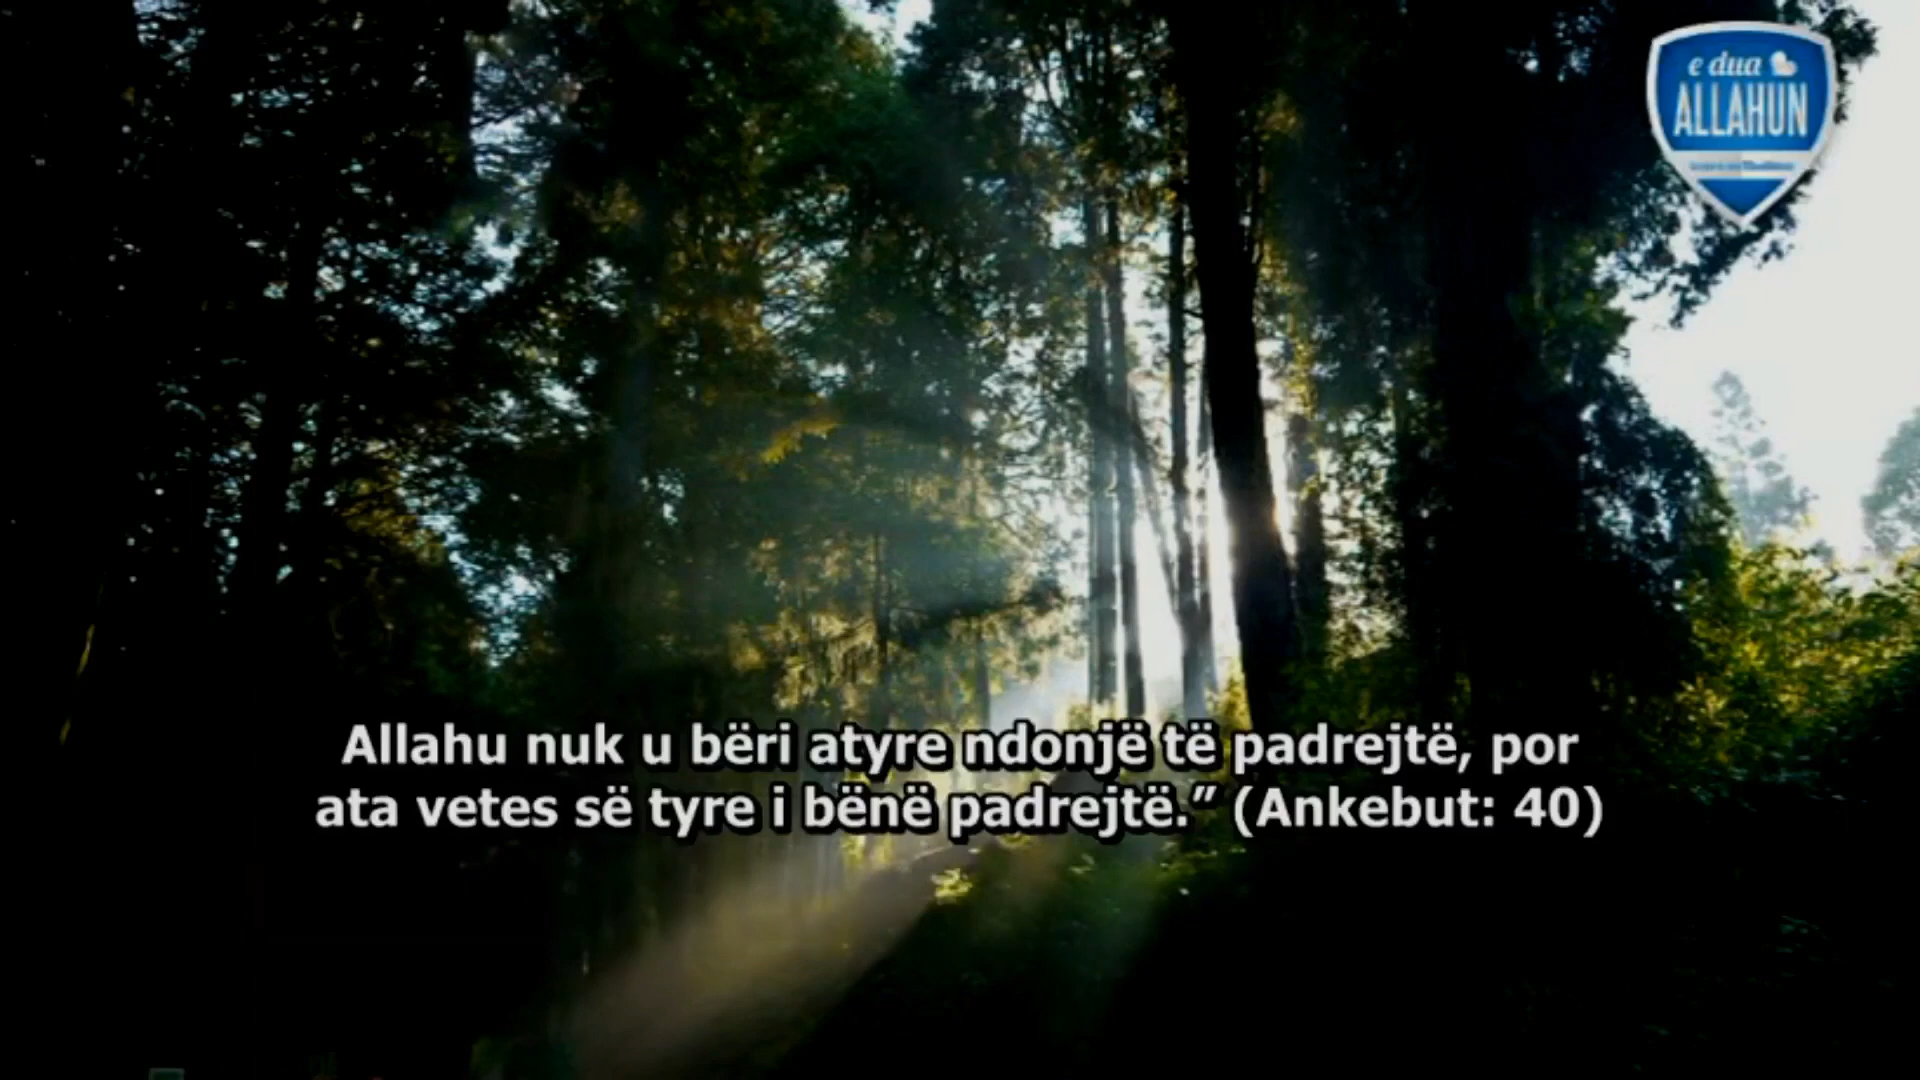 e dua
ALLAHUN
Allahu nuk u bëri atyre ndonjë të padrejtë, por
ata vetes së tyre i bënë padrejtë.” (Ankebut: 40)